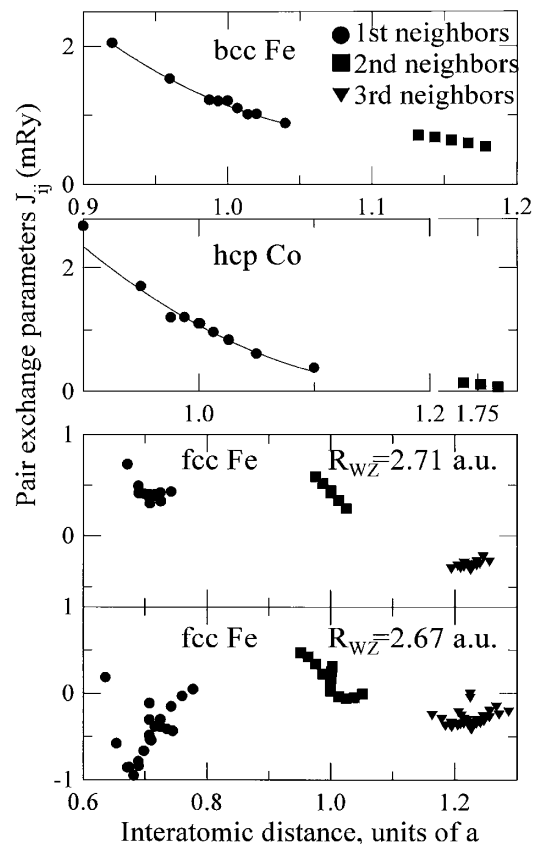 Pair exchange parameters J_ij (mRy)
bcc Fe
1st neighbors
2nd neighbors
3rd neighbors
2
0
0.9 1.0 1.1 1.2
hcp Co
2
0
1.0 1.2 1.75
1
fcc Fe R_WZ=2.71 a.u.
0
1
fcc Fe R_WZ=2.67 a.u.
0
-1
0.6 0.8 1.0 1.2
Interatomic distance, units of a